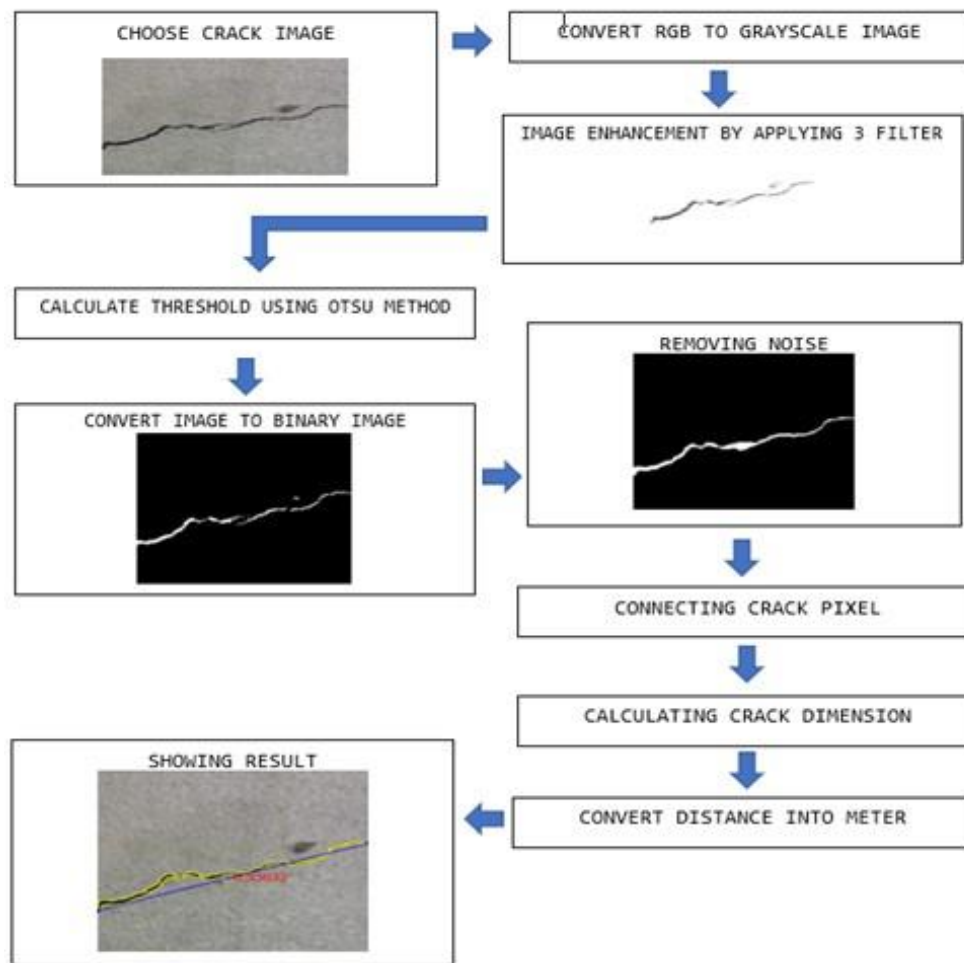 CHOOSE CRACK IMAGE
CONVERT RGB TO GRAYSCALE IMAGE
IMAGE ENHANCEMENT BY APPLYING 3 FILTER
CALCULATE THRESHOLD USING OTSU METHOD
CONVERT IMAGE TO BINARY IMAGE
REMOVING NOISE
CONNECTING CRACK PIXEL
CALCULATING CRACK DIMENSION
CONVERT DISTANCE INTO METER
SHOWING RESULT